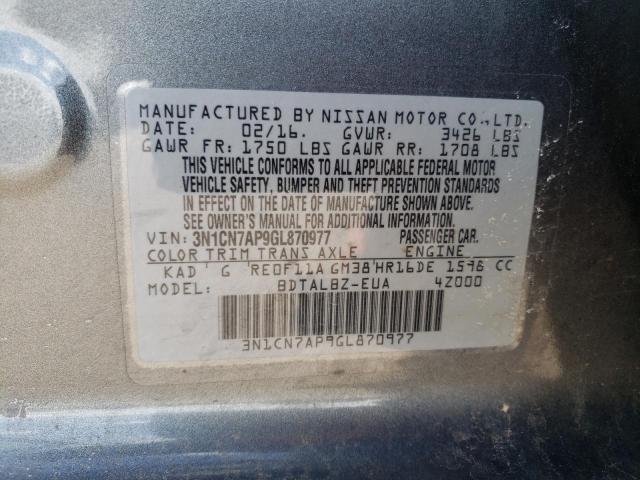 MANUFACTURED BY NISSAN MOTOR CO.,LTD.
DATE: 02/16. GVWR: 3426 LBS
GAWR FR: 1750 LBS GAWR RR: 1708 LBS
THIS VEHICLE CONFORMS TO ALL APPLICABLE FEDERAL MOTOR
VEHICLE SAFETY, BUMPER AND THEFT PREVENTION STANDARDS
IN EFFECT ON THE DATE OF MANUFACTURE SHOWN ABOVE.
SEE OWNER'S MANUAL FOR ADDITIONAL INFORMATION.
VIN: 3N1CN7AP9GL870977 PASSENGER CAR.
COLOR TRIM TRANS AXLE ENGINE
KAD ' G 'RE0F11A GM38'HR16DE 1598 CC
MODEL: BDTALBZ-EUA 4Z000
3N1CN7AP9GL870977